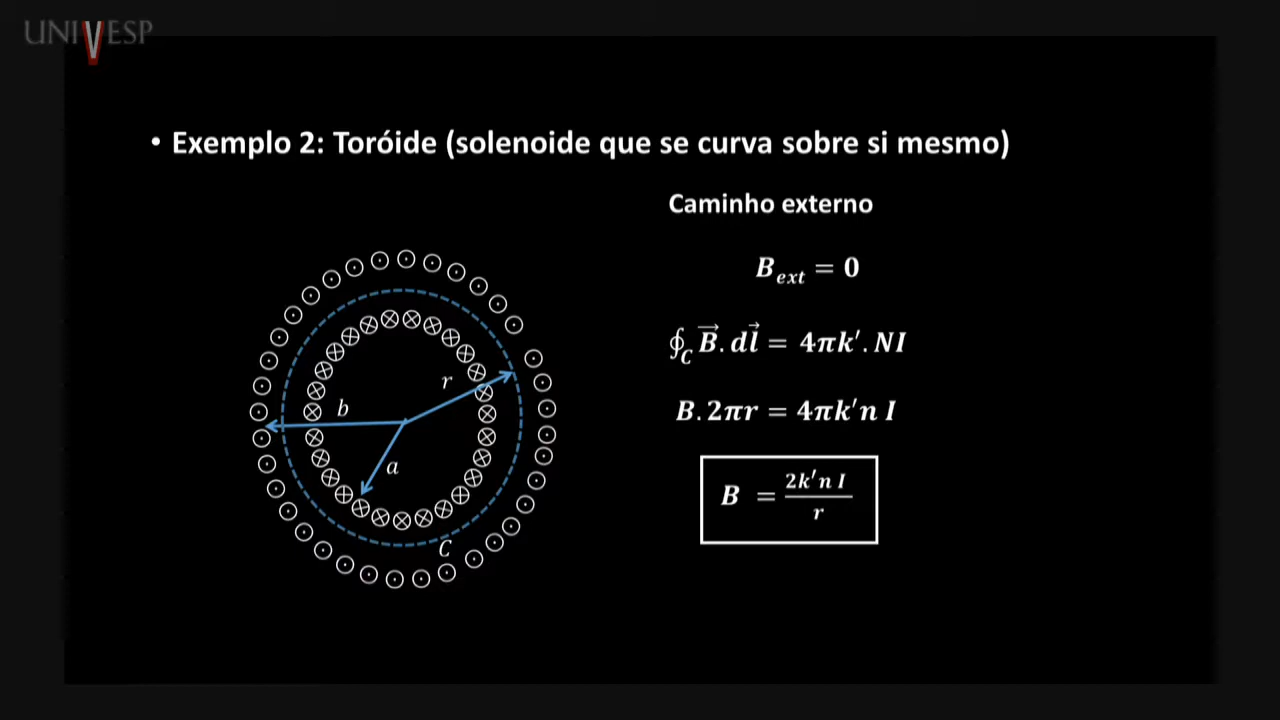 UNIVESP
• Exemplo 2: Toróide (solenoide que se curva sobre si mesmo)
Caminho externo
B_ext = 0
∮_C B⃗. dl⃗ = 4πk′. NI
B. 2πr = 4πk′n I
B = 2k′n I / r
r
b
a
C